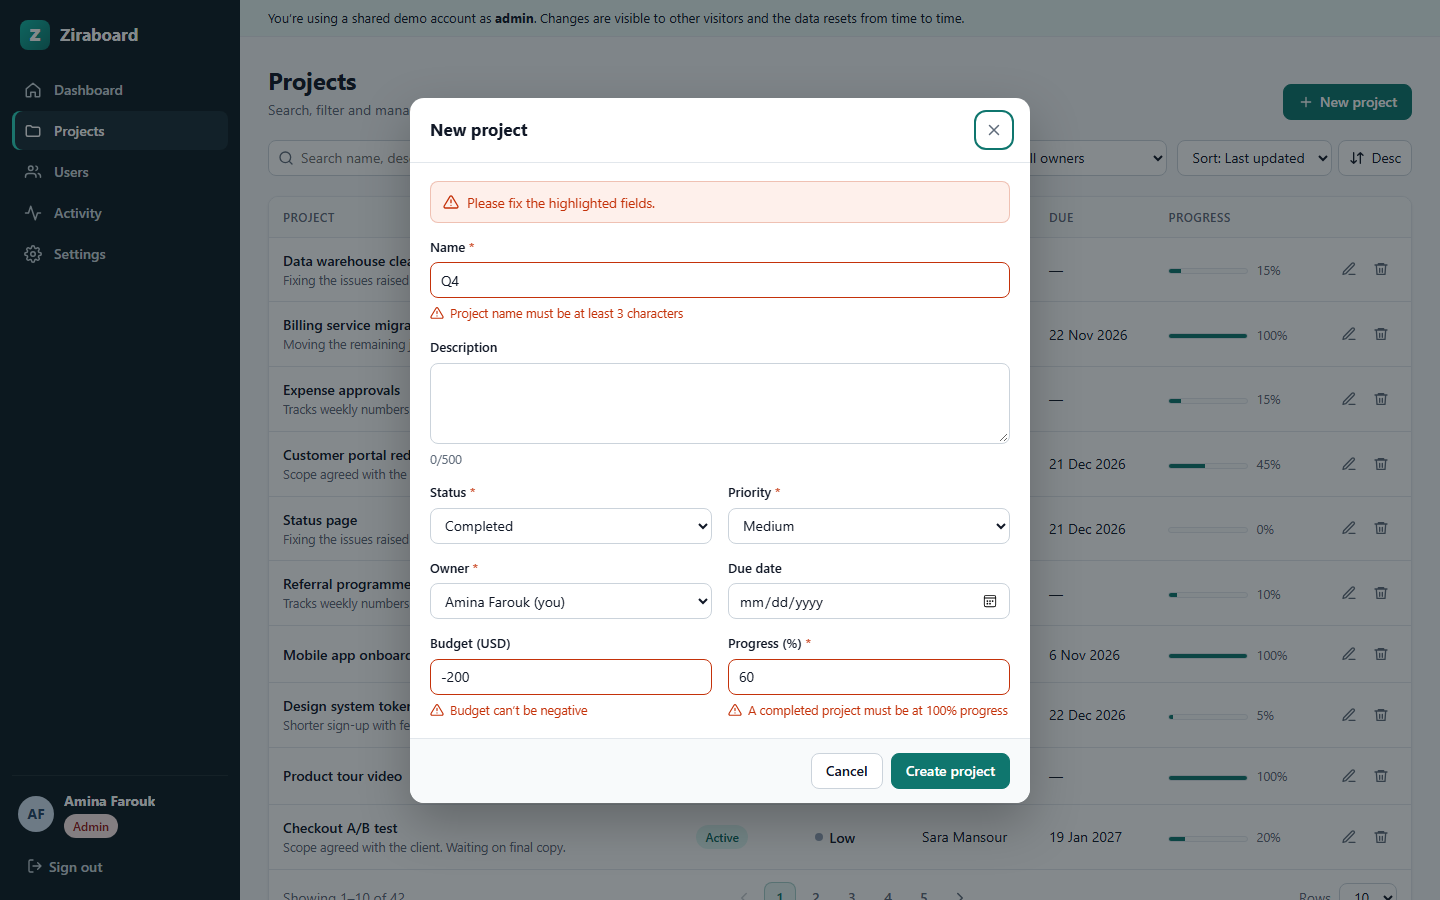 You're using a shared demo account as admin. Changes are visible to other visitors and the data resets from time to time.
Z Ziraboard
Dashboard
Projects
Users
Activity
Settings
AF Amina Farouk
Admin
Sign out
Projects
Search, filter and mana
+ New project
Search name, des
ll owners
Sort: Last updated
Desc
PROJECT
DUE
PROGRESS
Data warehouse clea
Fixing the issues raised
— 15%
Billing service migra
Moving the remaining
22 Nov 2026 100%
Expense approvals
Tracks weekly numbers
— 15%
Customer portal red
Scope agreed with the
21 Dec 2026 45%
Status page
Fixing the issues raised
21 Dec 2026 0%
Referral programme
Tracks weekly numbers
— 10%
Mobile app onboard
6 Nov 2026 100%
Design system token
Shorter sign-up with fe
22 Dec 2026 5%
Product tour video
— 100%
Checkout A/B test
Scope agreed with the client. Waiting on final copy.
Active Low Sara Mansour 19 Jan 2027 20%
Showing 1–10 of 42
1 2 3 4 5
Rows 10
New project
Please fix the highlighted fields.
Name *
Q4
Project name must be at least 3 characters
Description
0/500
Status * Priority *
Completed Medium
Owner * Due date
Amina Farouk (you) mm/dd/yyyy
Budget (USD) Progress (%) *
-200 60
Budget can't be negative A completed project must be at 100% progress
Cancel Create project